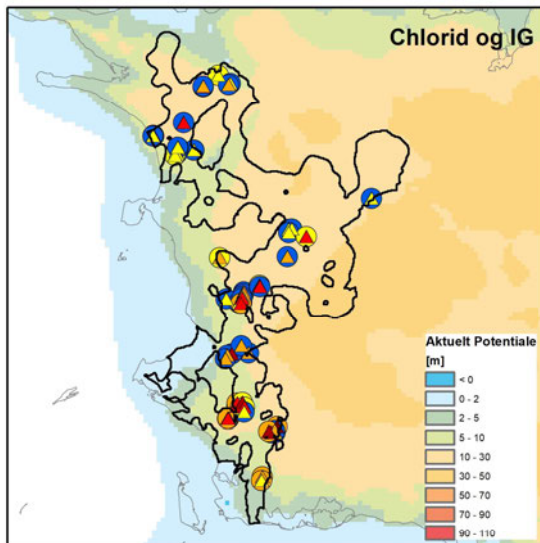 Chlorid og IG
Aktuelt Potentiale
[m]
< 0
0 - 2
2 - 5
5 - 10
10 - 30
30 - 50
50 - 70
70 - 90
90 - 110